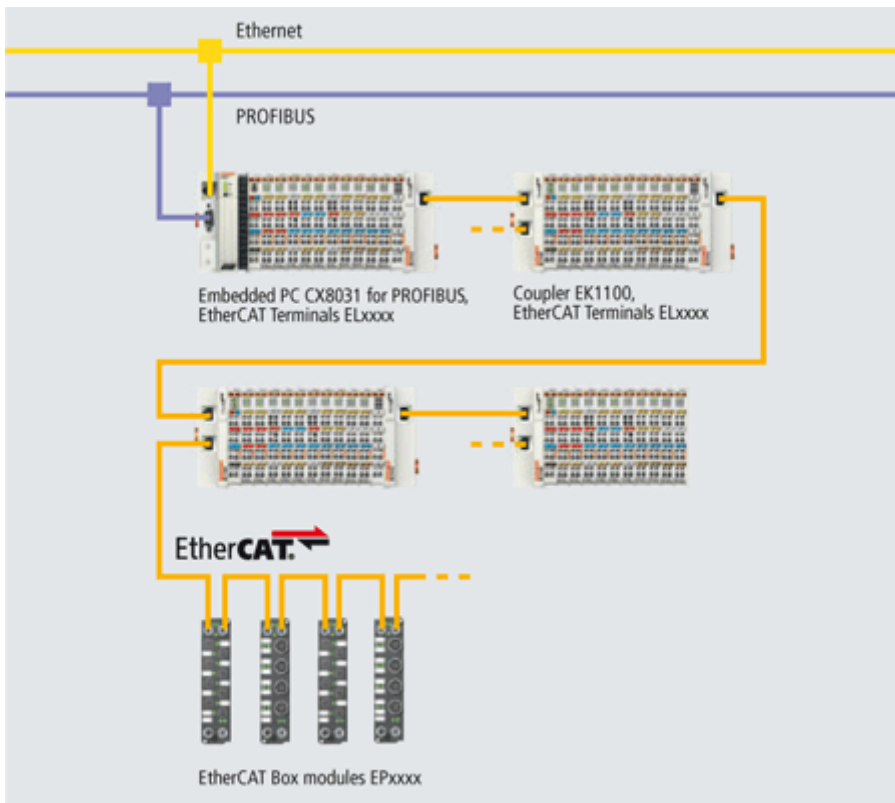 Ethernet
PROFIBUS
Embedded PC CX8031 for PROFIBUS,
EtherCAT Terminals ELxxxx
Coupler EK1100,
EtherCAT Terminals ELxxxx
EtherCAT.
EtherCAT Box modules EPxxxx